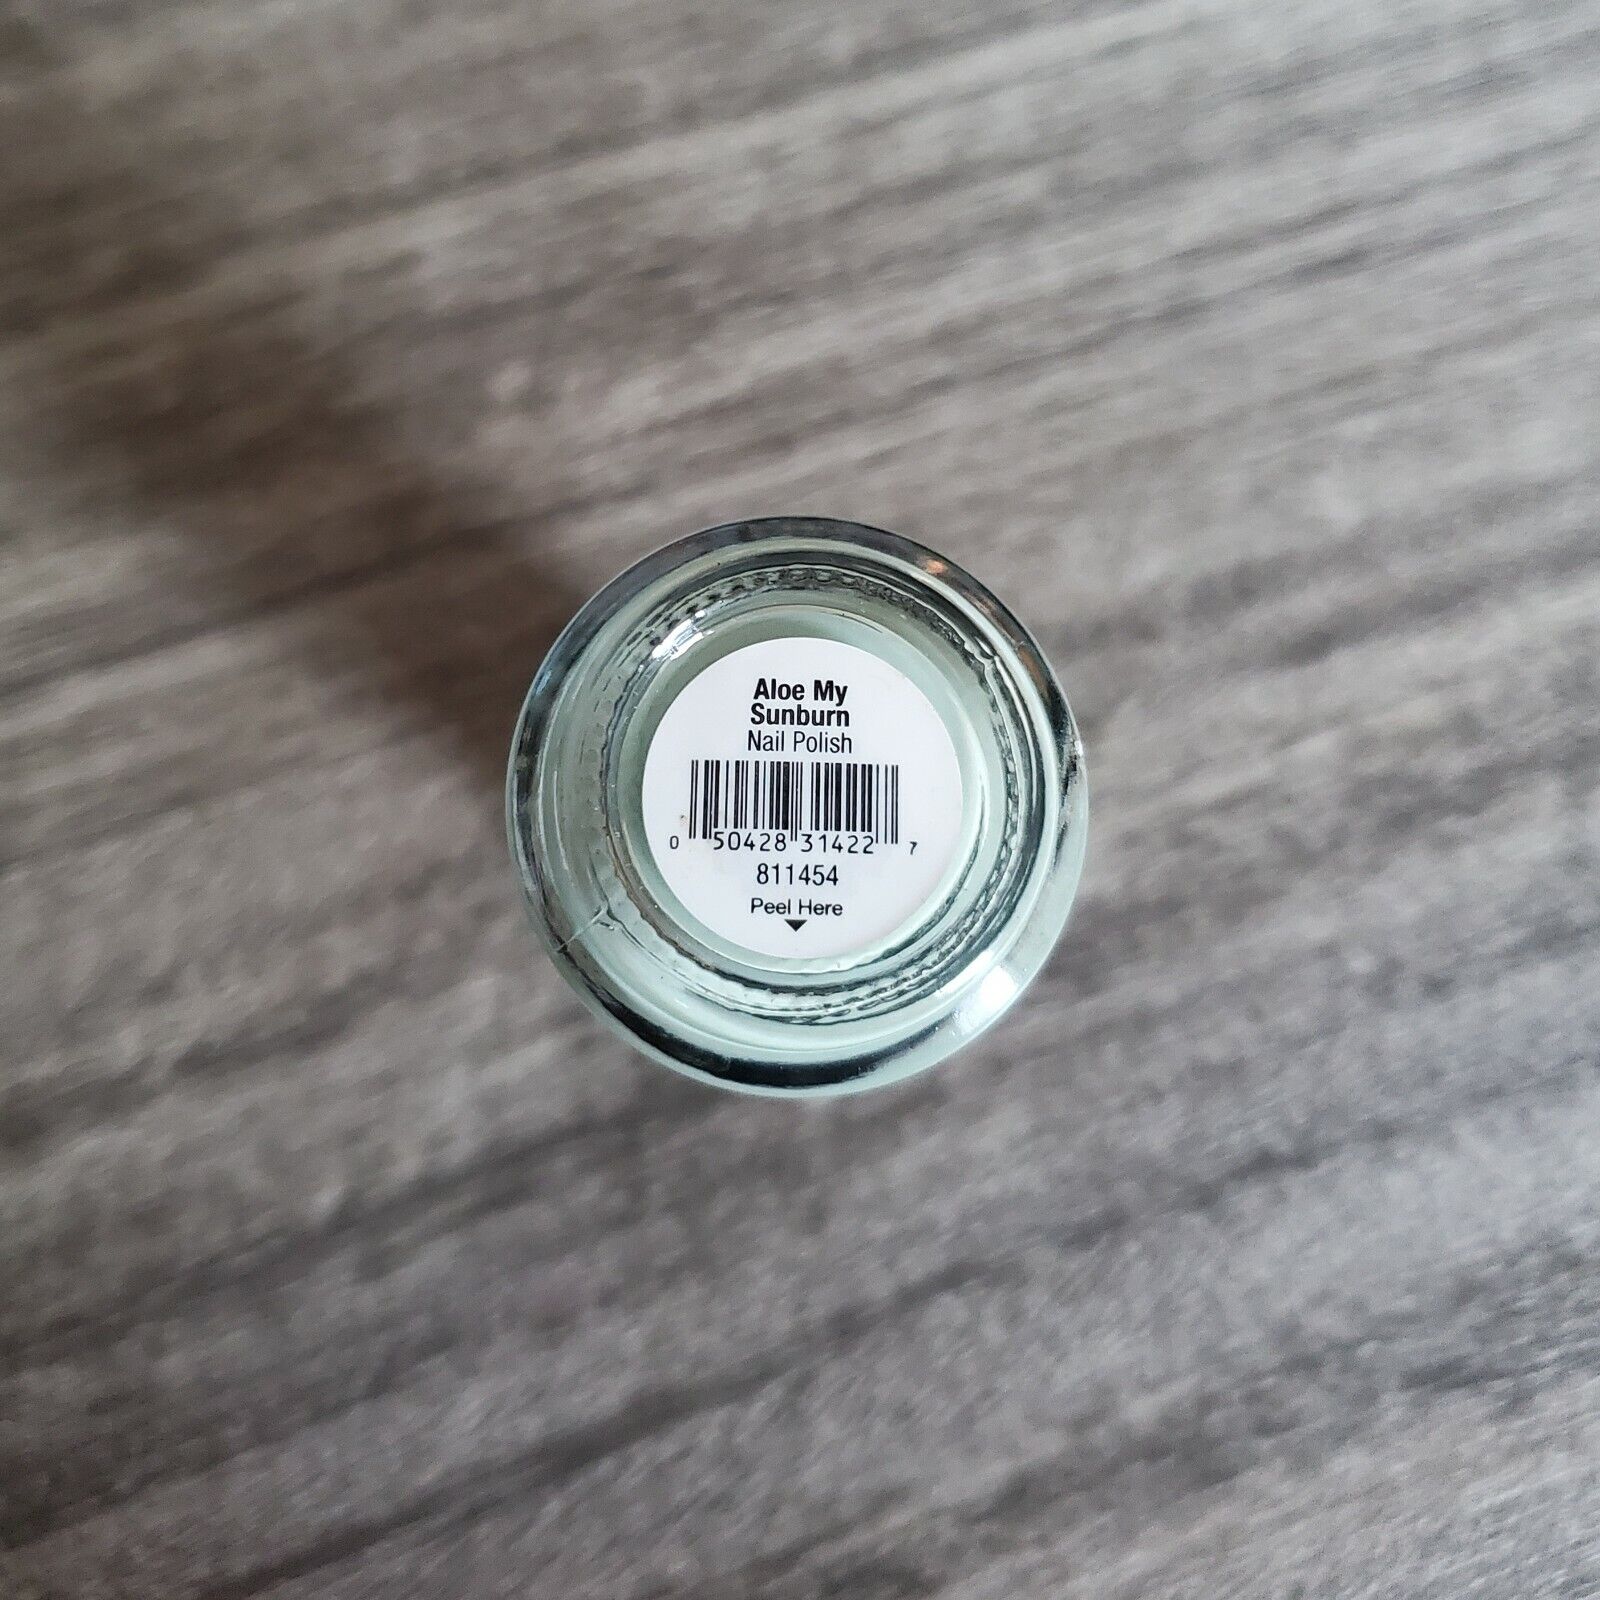 Aloe My
Sunburn
Nail Polish
0 50428 31422 7
811454
Peel Here